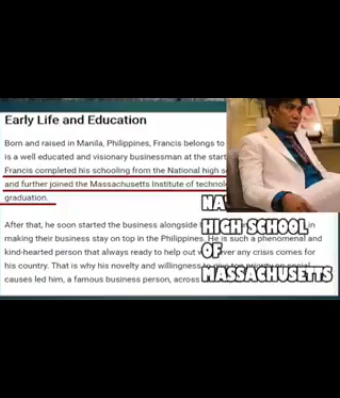 Early Life and Education
Born and raised in Manila, Philippines, Francis belongs to
is a well educated and visionary businessman at the start
Francis completed his schooling from the National high
and further joined the Massachusetts Institute of
graduation.
After that, he soon started the business alongside in
making their business stay on top in the Philippines. He is such a phenomenal and
kind-hearted person that always ready to help out any crisis comes for
his country. That is why his novelty and willingness
causes led him, a famous business person, across
NA
HIGH SCHOOL
OF
MASSACHUSETTS